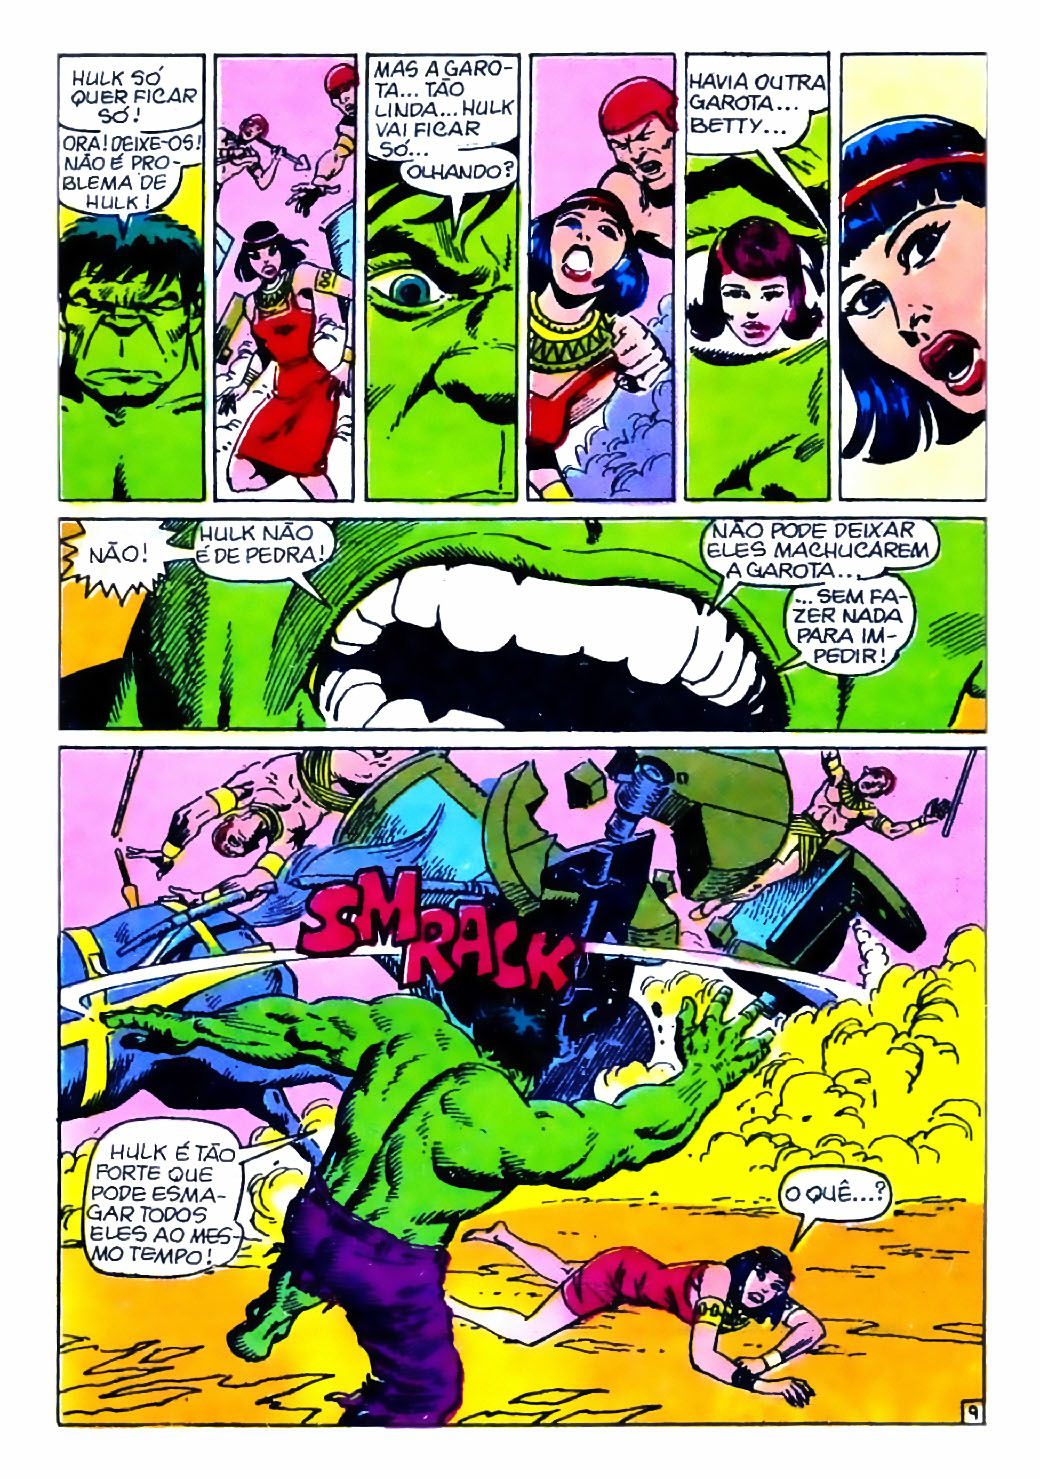 HULK SÓ
QUER FICAR
SÓ!
ORA! DEIXE-OS!
NÃO É PRO-
BLEMA DE
HULK!
MAS A GARO-
TA... TÃO
LINDA... HULK
VAI FICAR
SÓ...
OLHANDO?
HAVIA OUTRA
GAROTA...
BETTY...
NÃO!
HULK NÃO
É DE PEDRA!
NÃO PODE DEIXAR
ELES MACHUCAREM
A GAROTA...
...SEM FA-
ZER NADA
PARA IM-
PEDIR!
SMRACK
HULK É TÃO
FORTE QUE
PODE ESMA-
GAR TODOS
ELES AO MES-
MO TEMPO!
O QUÊ...?
9